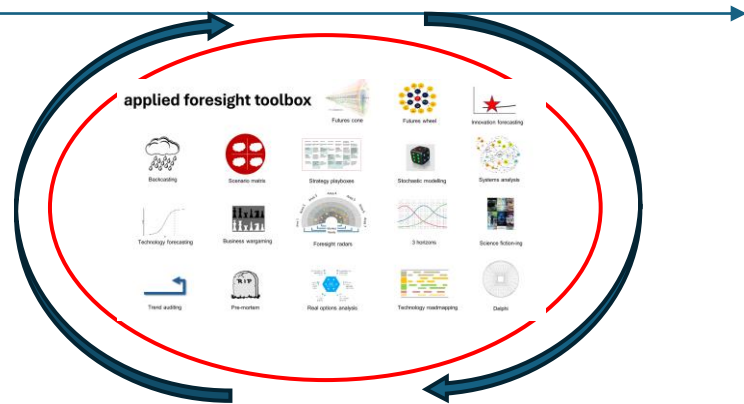 applied foresight toolbox
Futures cone
Futures wheel
Innovation forecasting
Backcasting
Scenario matrix
Strategy playboxes
Stochastic modelling
Systems analysis
Technology forecasting
Business wargaming
Foresight radars
3 horizons
Science fiction-ing
RIP
Trend auditing
Pre-mortem
Real options analysis
Technology roadmapping
Delphi